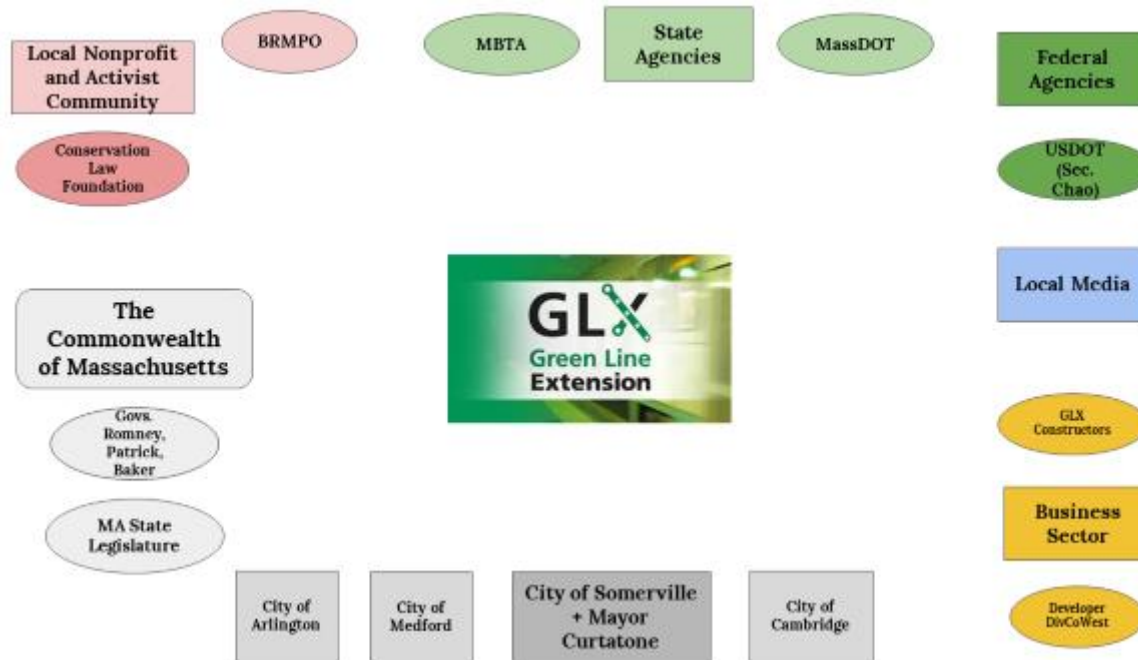 BRMPO
MBTA
State
Agencies
MassDOT
Local Nonprofit
and Activist
Community
Federal
Agencies
Conservation
Law
Foundation
USDOT
(Sec.
Chao)
Local Media
GLX
Green Line
Extension
The
Commonwealth
of Massachusetts
Govs.
Romney,
Patrick,
Baker
GLX
Constructors
MA State
Legislature
Business
Sector
City of
Arlington
City of
Medford
City of Somerville
+ Mayor
Curtatone
City of
Cambridge
Developer
DivCoWest